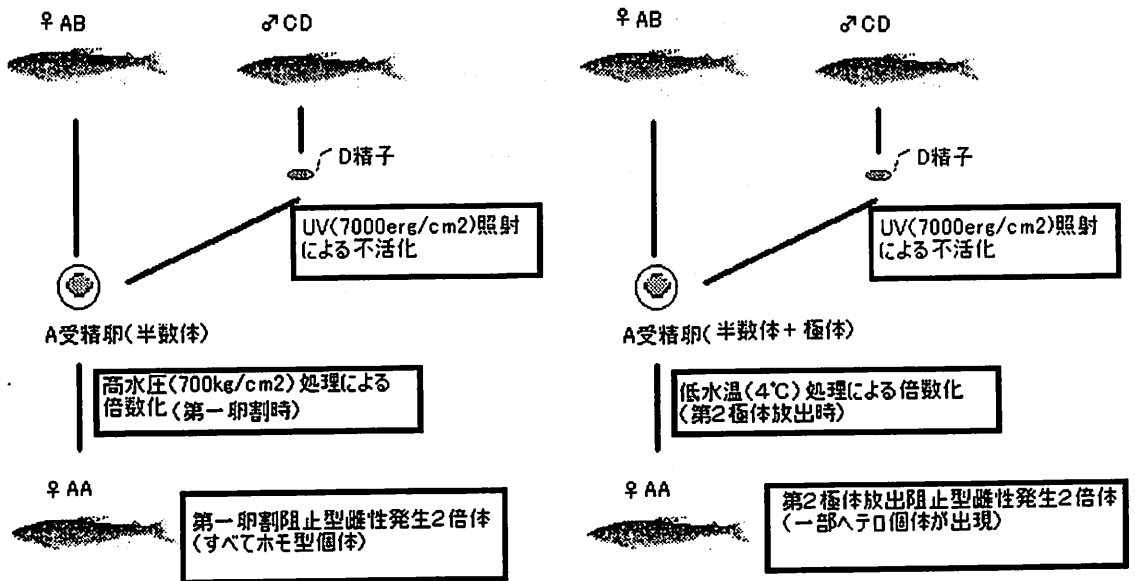 ♀ AB
♂ CD
D精子
UV(7000erg/cm2)照射
による不活化
A受精卵(半数体)
高水圧(700kg/cm2)処理による
倍数化(第一卵割時)
♀ AA
第一卵割阻止型雌性発生2倍体
(すべてホモ型個体)
♀ AB
♂ CD
D精子
UV(7000erg/cm2)照射
による不活化
A受精卵(半数体+極体)
低水温(4℃)処理による倍数化
(第2極体放出時)
♀ AA
第2極体放出阻止型雌性発生2倍体
(一部ヘテロ個体が出現)